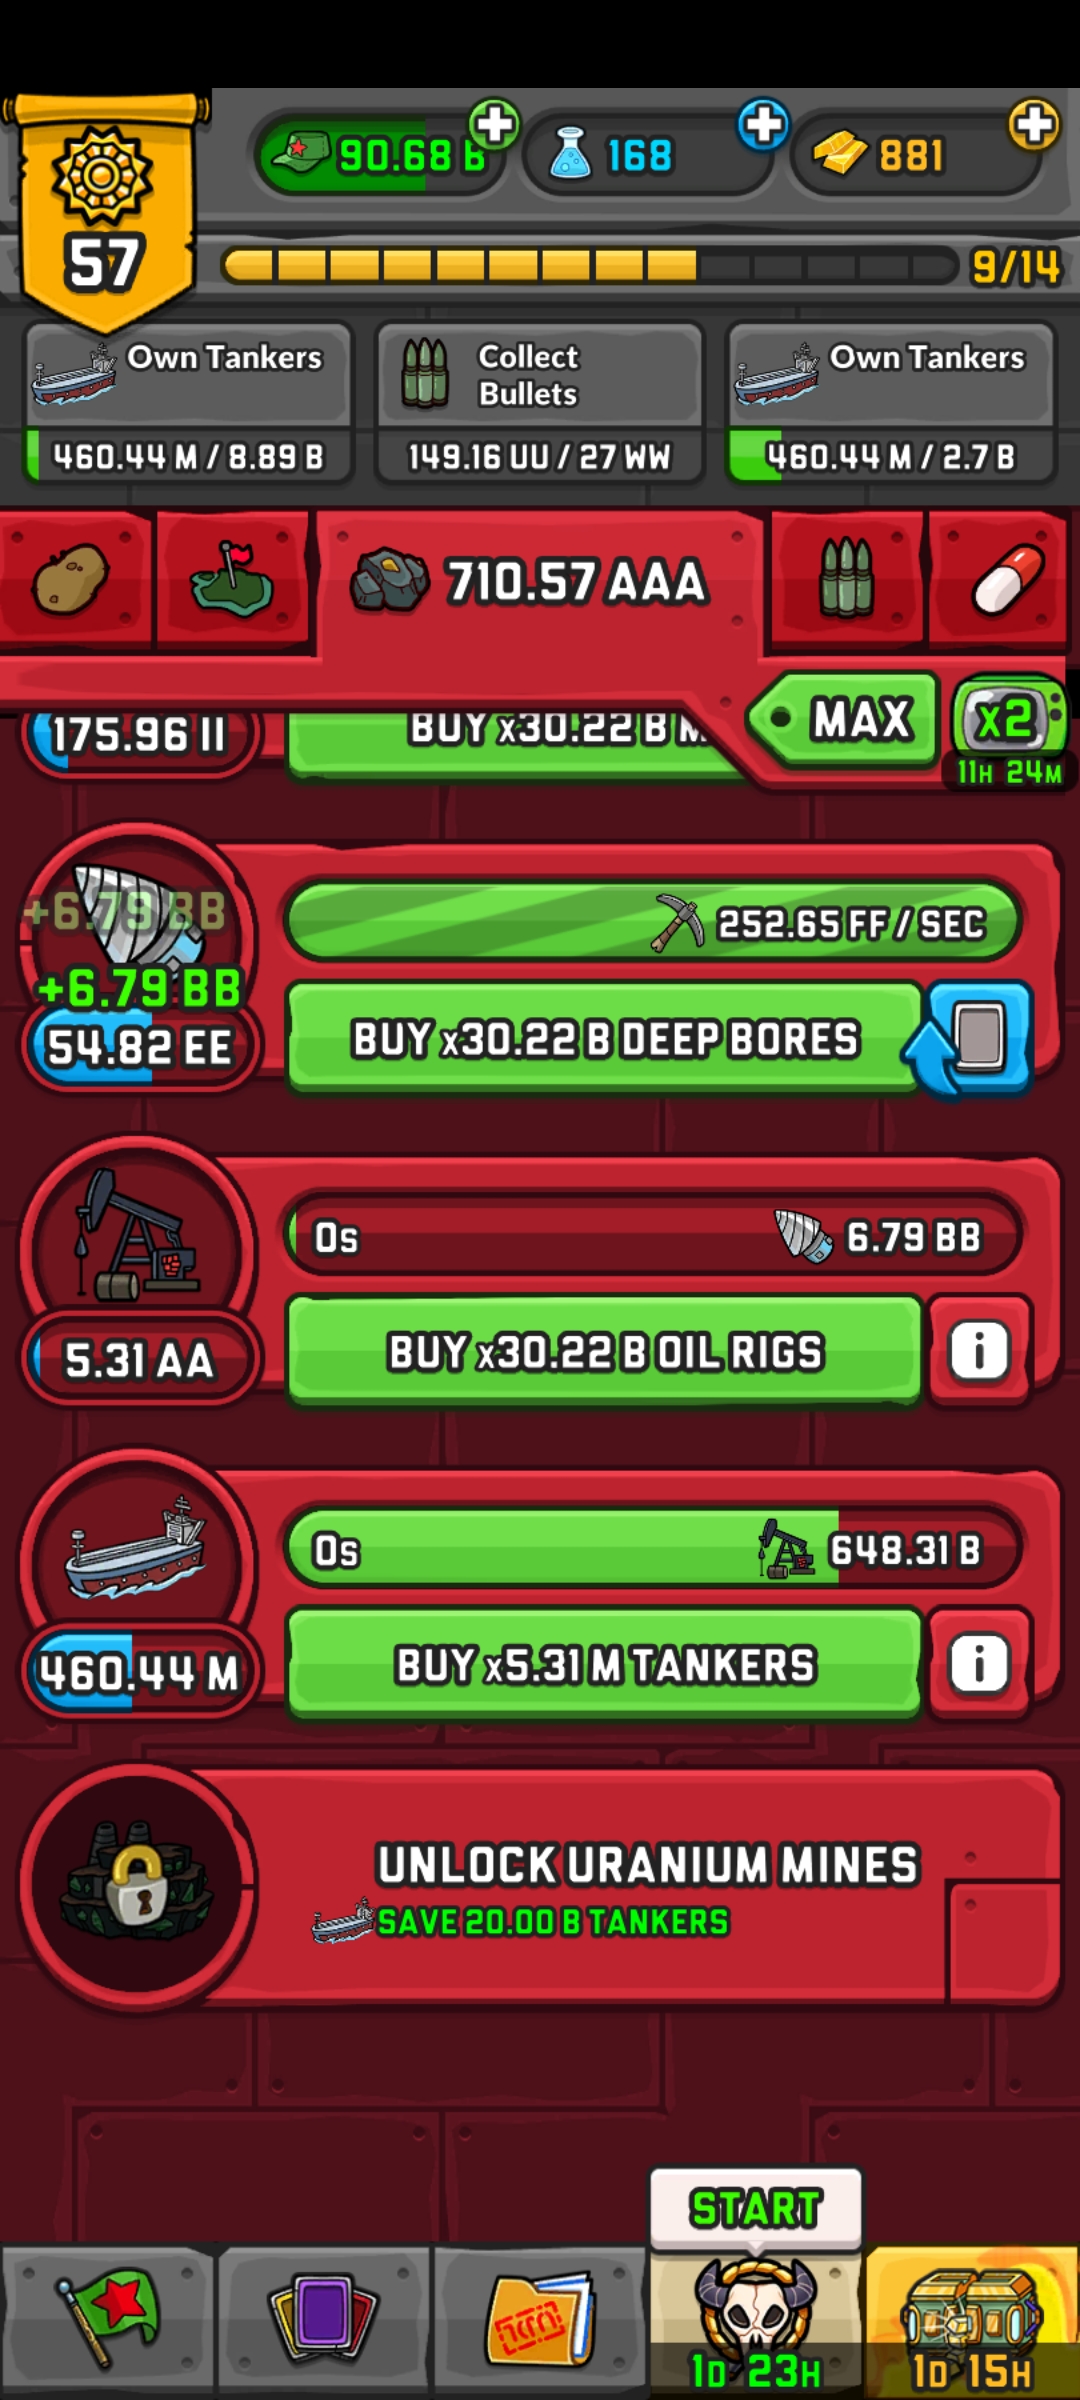 90.68 B
168
881
57
9/14
Own Tankers
460.44 M / 8.89 B
Collect
Bullets
149.16 UU / 27 WW
Own Tankers
460.44 M / 2.7 B
710.57 AAA
MAX
x2
11H 24M
175.96 II
BUY x30.22 B M
+6.79 BB
+6.79 BB
54.82 EE
252.65 FF / SEC
BUY x30.22 B DEEP BORES
0s
6.79 BB
5.31 AA
BUY x30.22 B OIL RIGS
i
0s
648.31 B
460.44 M
BUY x5.31 M TANKERS
i
UNLOCK URANIUM MINES
SAVE 20.00 B TANKERS
START
1D 23H
1D 15H